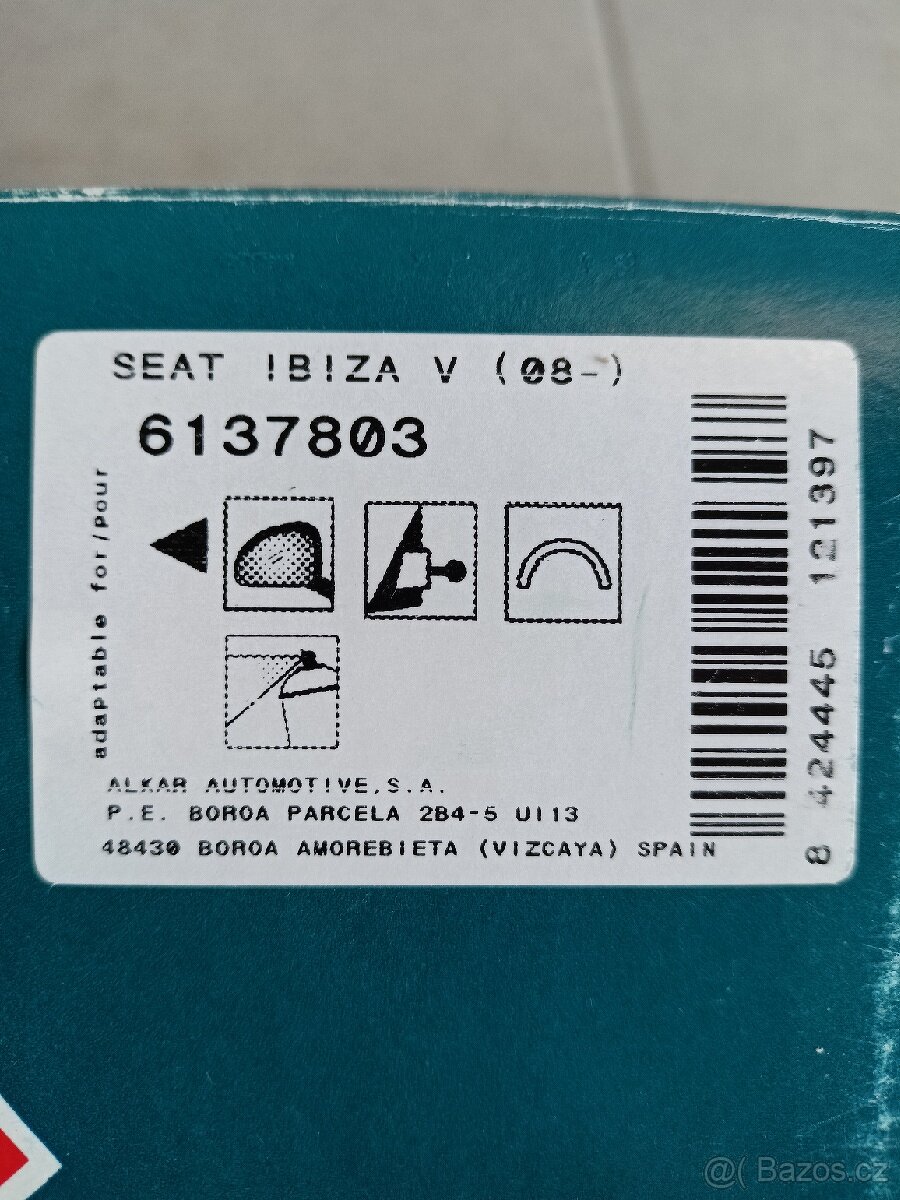 SEAT IBIZA V (08-)
6137803
adaptable for/pour
ALKAR AUTOMOTIVE,S.A.
P.E. BOROA PARCELA 2B4-5 UI13
48430 BOROA AMOREBIETA (VIZCAYA) SPAIN
8 424445 121397
@( Bazos.cz